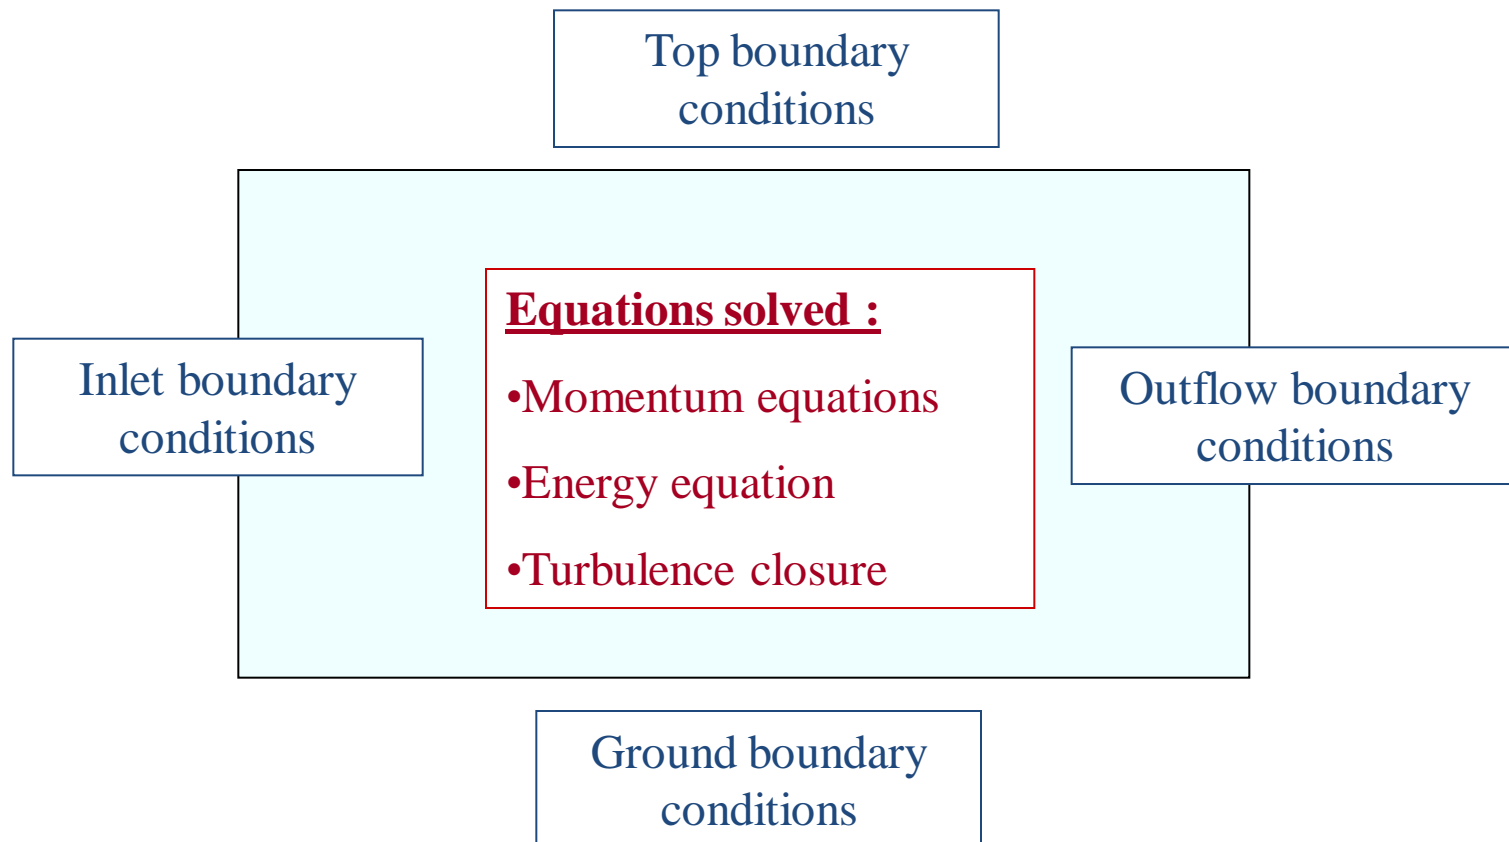 Top boundary
conditions
Equations solved :
Inlet boundary
conditions
•Momentum equations
•Energy equation
•Turbulence closure
Outflow boundary
conditions
Ground boundary
conditions